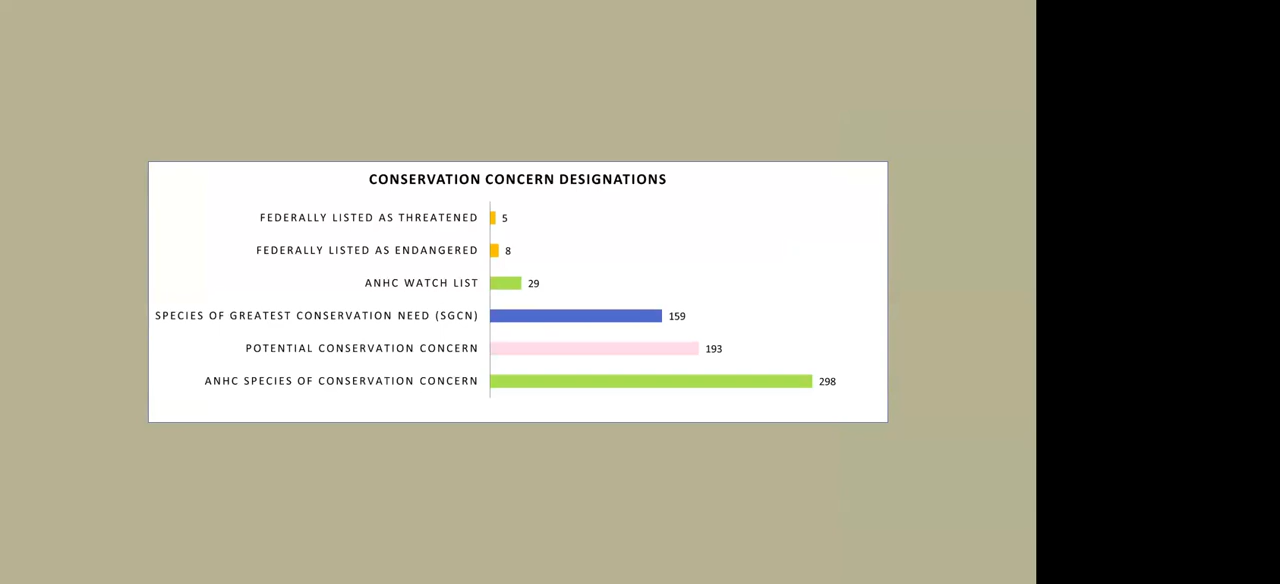 CONSERVATION CONCERN DESIGNATIONS
FEDERALLY LISTED AS THREATENED 5
FEDERALLY LISTED AS ENDANGERED 8
ANHC WATCH LIST 29
SPECIES OF GREATEST CONSERVATION NEED (SGCN) 159
POTENTIAL CONSERVATION CONCERN 193
ANHC SPECIES OF CONSERVATION CONCERN 298